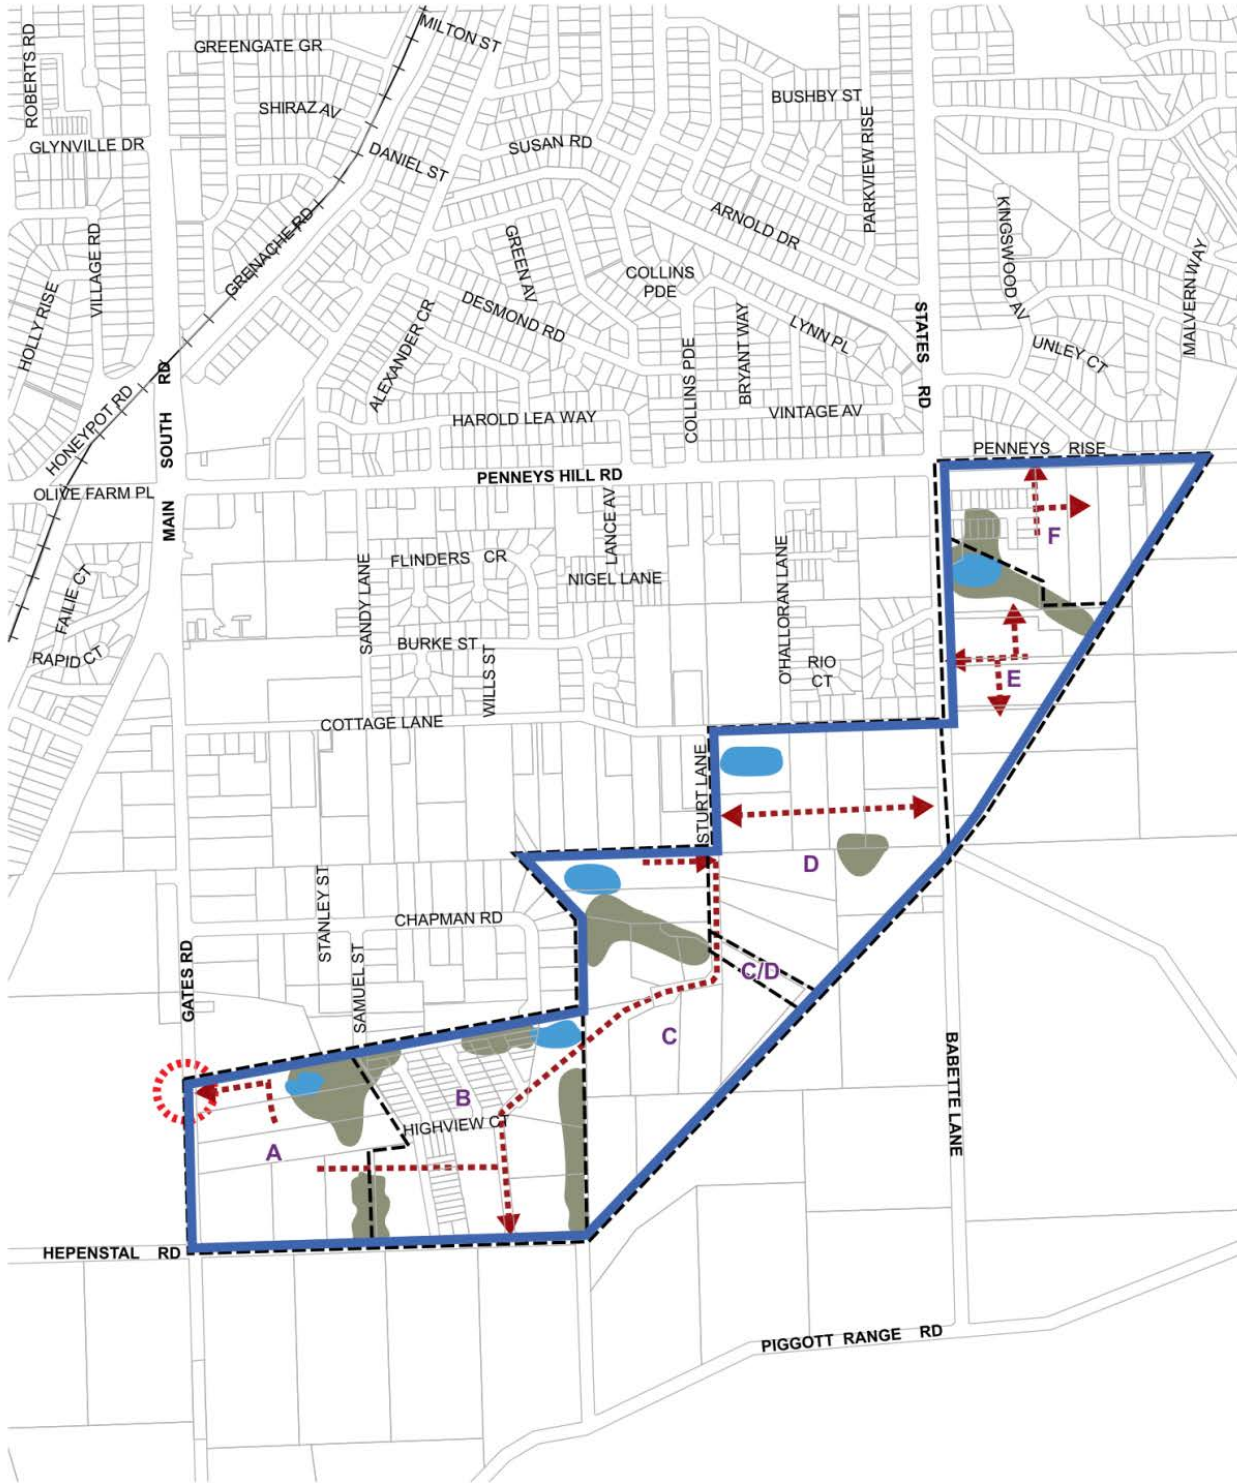 MILTON ST
ROBERTS RD
GREENGATE GR
BUSHBY ST
SHIRAZ AV
PARKVIEW RISE
GLYNVILLE DR
DANIEL ST
SUSAN RD
KINGSWOOD AV
ARNOLD DR
GRENACHE RD
VILLAGE RD
GREEN AV
MALVERN WAY
COLLINS
PDE
HOLLY RISE
DESMOND RD
ALEXANDER CR
BRYANT WAY
LYNN PL
STATES RD
UNLEY CT
HONEYPOT RD
MAIN SOUTH RD
HAROLD LEA WAY
COLLINS PDE
VINTAGE AV
PENNEYS RISE
PENNEYS HILL RD
OLIVE FARM PL
LANCE AV
F
FLINDERS CR
SANDY LANE
NIGEL LANE
O'HALLORAN LANE
FAILIE CT
BURKE ST
RAPID CT
WILLS ST
RIO
CT
E
COTTAGE LANE
STURT LANE
D
STANLEY ST
CHAPMAN RD
GATES RD
SAMUEL ST
C/D
C
BABETTE LANE
B
HIGHVIEW CT
A
HEPENSTAL RD
PIGGOTT RANGE RD